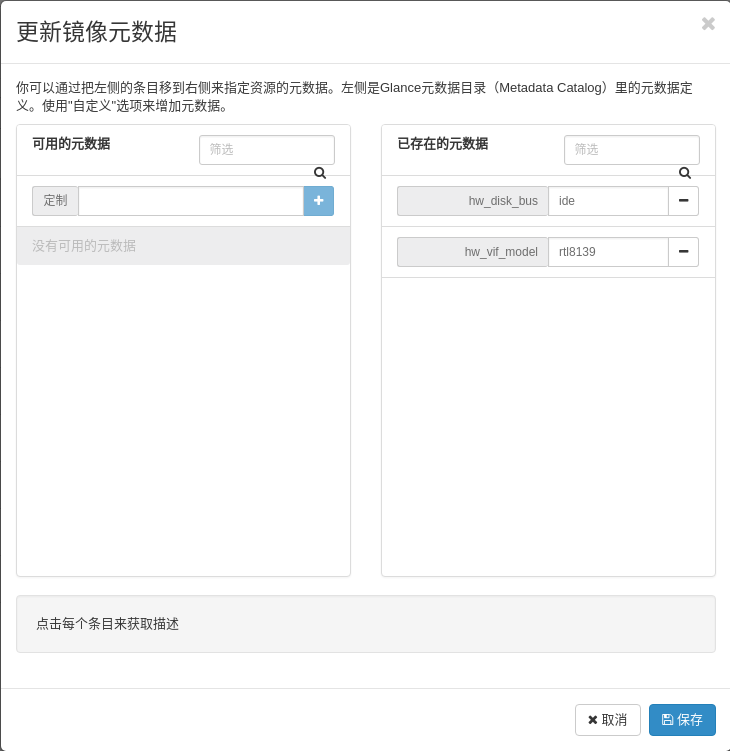 更新镜像元数据
你可以通过把左侧的条目移到右侧来指定资源的元数据。左侧是Glance元数据目录（Metadata Catalog）里的元数据定
义。使用"自定义"选项来增加元数据。
可用的元数据
筛选
定制
没有可用的元数据
已存在的元数据
筛选
hw_disk_bus ide
hw_vif_model rtl8139
点击每个条目来获取描述
取消
保存